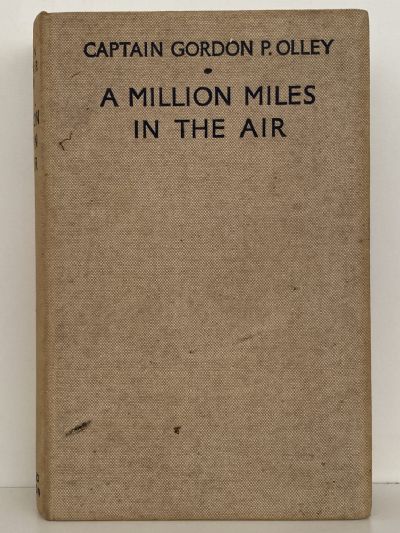 CAPTAIN GORDON P. OLLEY
•
A MILLION MILES
IN THE AIR